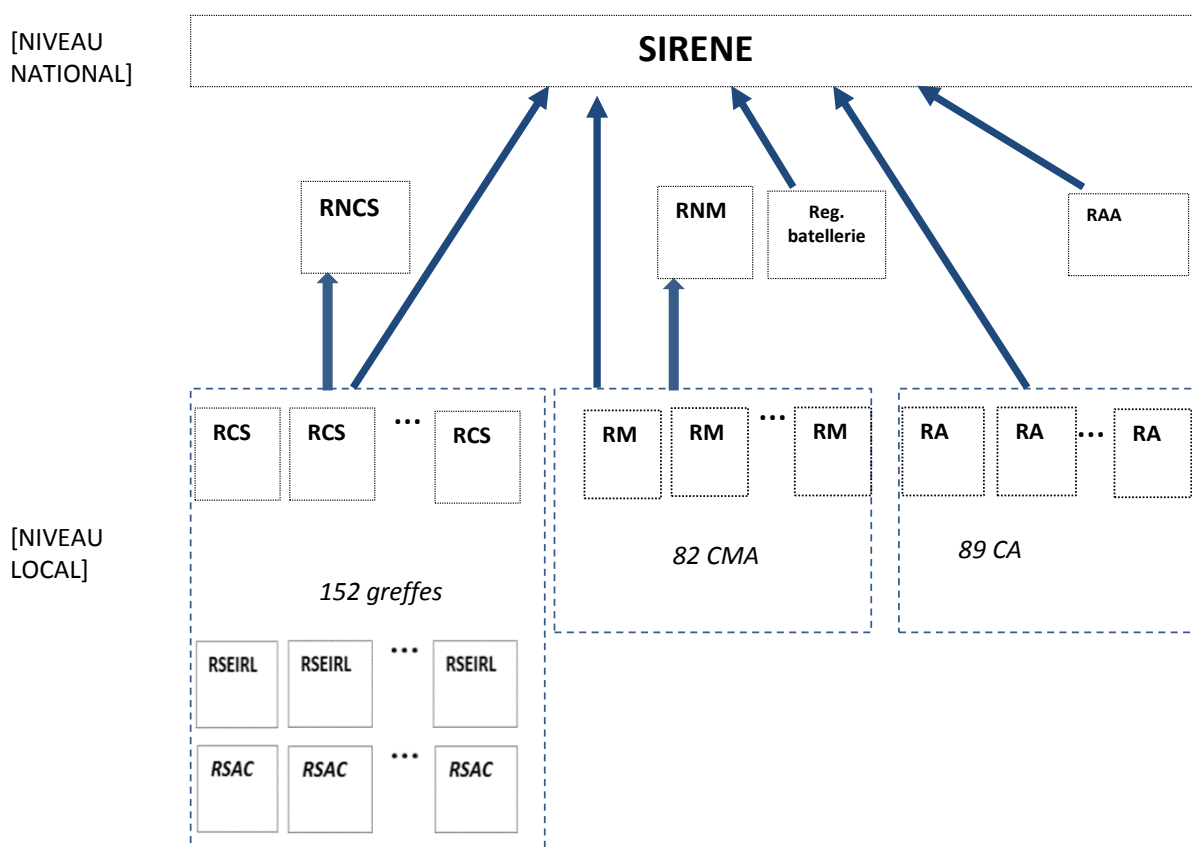 [NIVEAU
NATIONAL]
SIRENE
RNCS
RNM
Reg.
batellerie
RAA
RCS RCS ... RCS
RM RM ... RM
RA RA ... RA
[NIVEAU
LOCAL]
152 greffes
82 CMA
89 CA
RSEIRL RSEIRL ... RSEIRL
RSAC RSAC ... RSAC